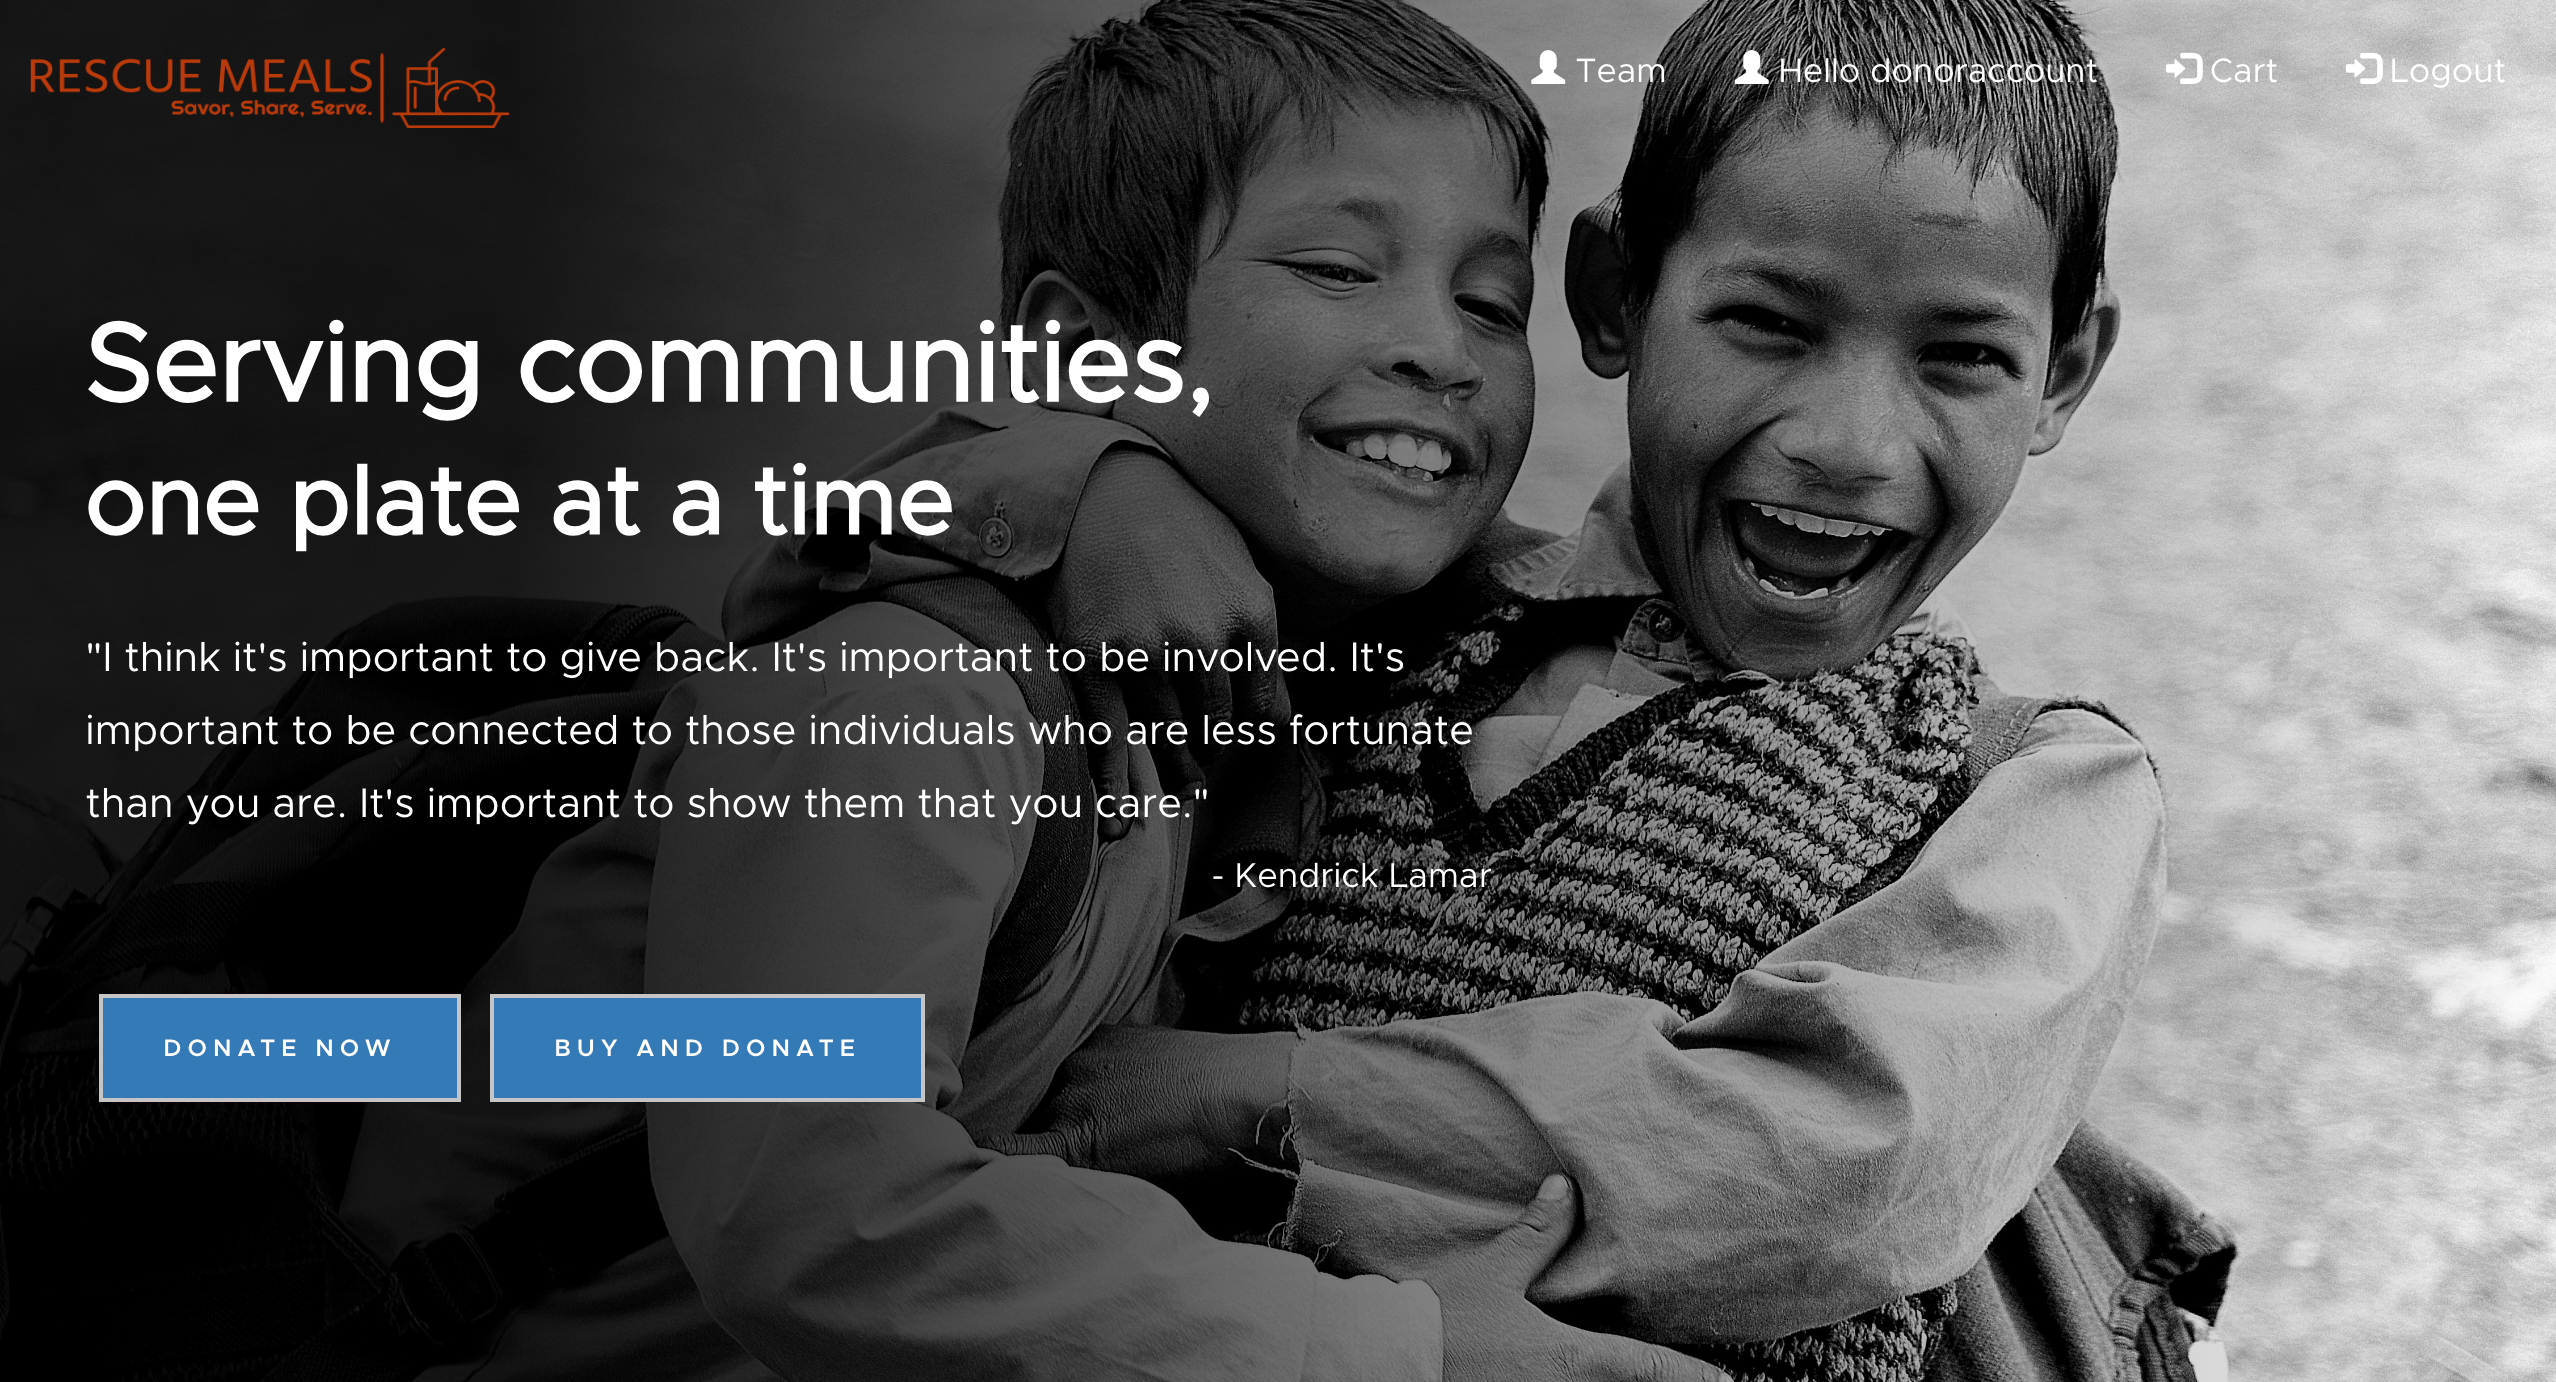 RESCUE MEALS
Savor, Share, Serve.
Team
Hello donoraccount
Cart
Logout
Serving communities,
one plate at a time
"I think it's important to give back. It's important to be involved. It's
important to be connected to those individuals who are less fortunate
than you are. It's important to show them that you care."
- Kendrick Lamar
DONATE NOW
BUY AND DONATE